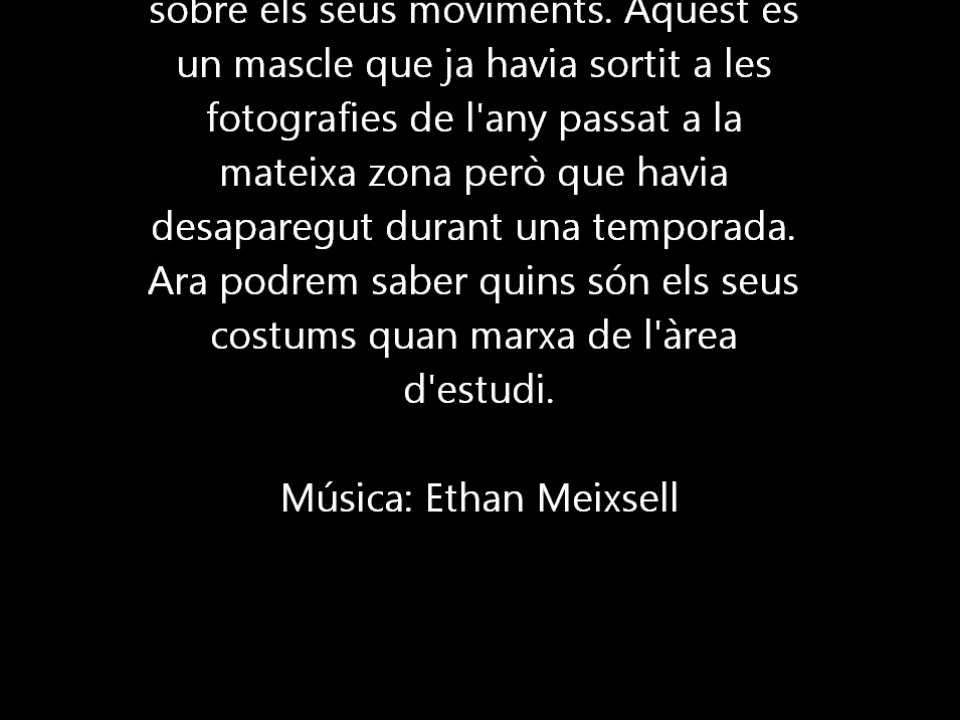 sobre els seus moviments. Aquest és
un mascle que ja havia sortit a les
fotografies de l'any passat a la
mateixa zona però que havia
desaparegut durant una temporada.
Ara podrem saber quins són els seus
costums quan marxa de l'àrea
d'estudi.
Música: Ethan Meixsell